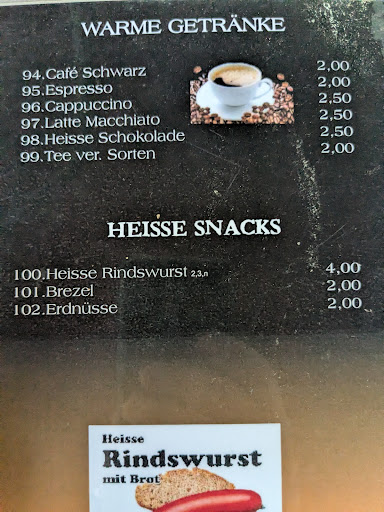 WARME GETRÄNKE
94.Café Schwarz 2,00
95.Espresso 2,00
96.Cappuccino 2,50
97.Latte Macchiato 2,50
98.Heisse Schokolade 2,50
99.Tee ver. Sorten 2,00
HEISSE SNACKS
100.Heisse Rindswurst 2,3,n 4,00
101.Brezel 2,00
102.Erdnüsse 2,00
Heisse
Rindswurst
mit Brot